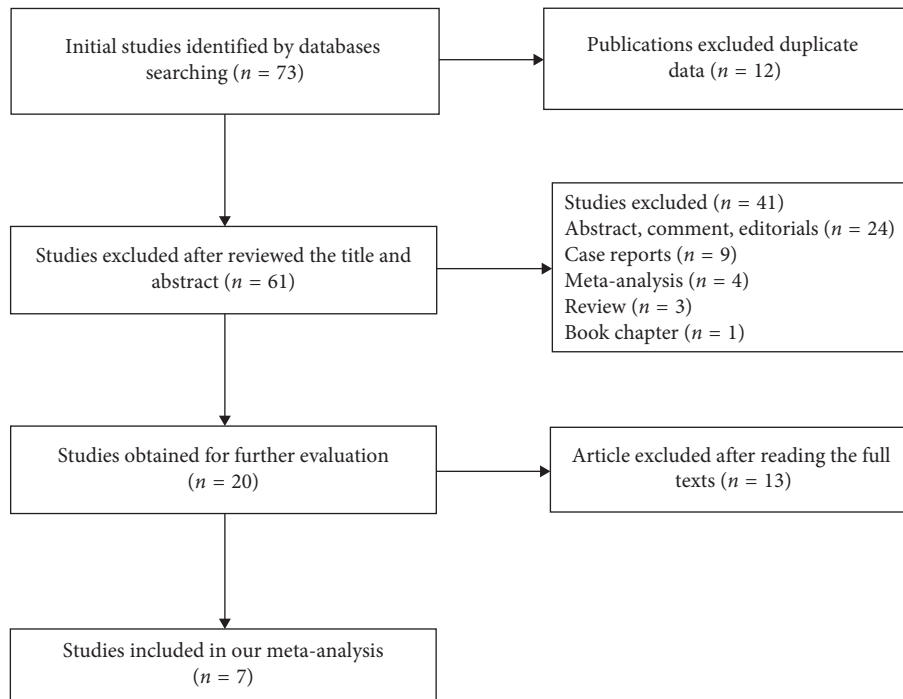 Initial studies identified by databases
searching (n = 73)
Publications excluded duplicate
data (n = 12)
Studies excluded after reviewed the title and
abstract (n = 61)
Studies excluded (n = 41)
Abstract, comment, editorials (n = 24)
Case reports (n = 9)
Meta-analysis (n = 4)
Review (n = 3)
Book chapter (n = 1)
Studies obtained for further evaluation
(n = 20)
Article excluded after reading the full
texts (n = 13)
Studies included in our meta-analysis
(n = 7)